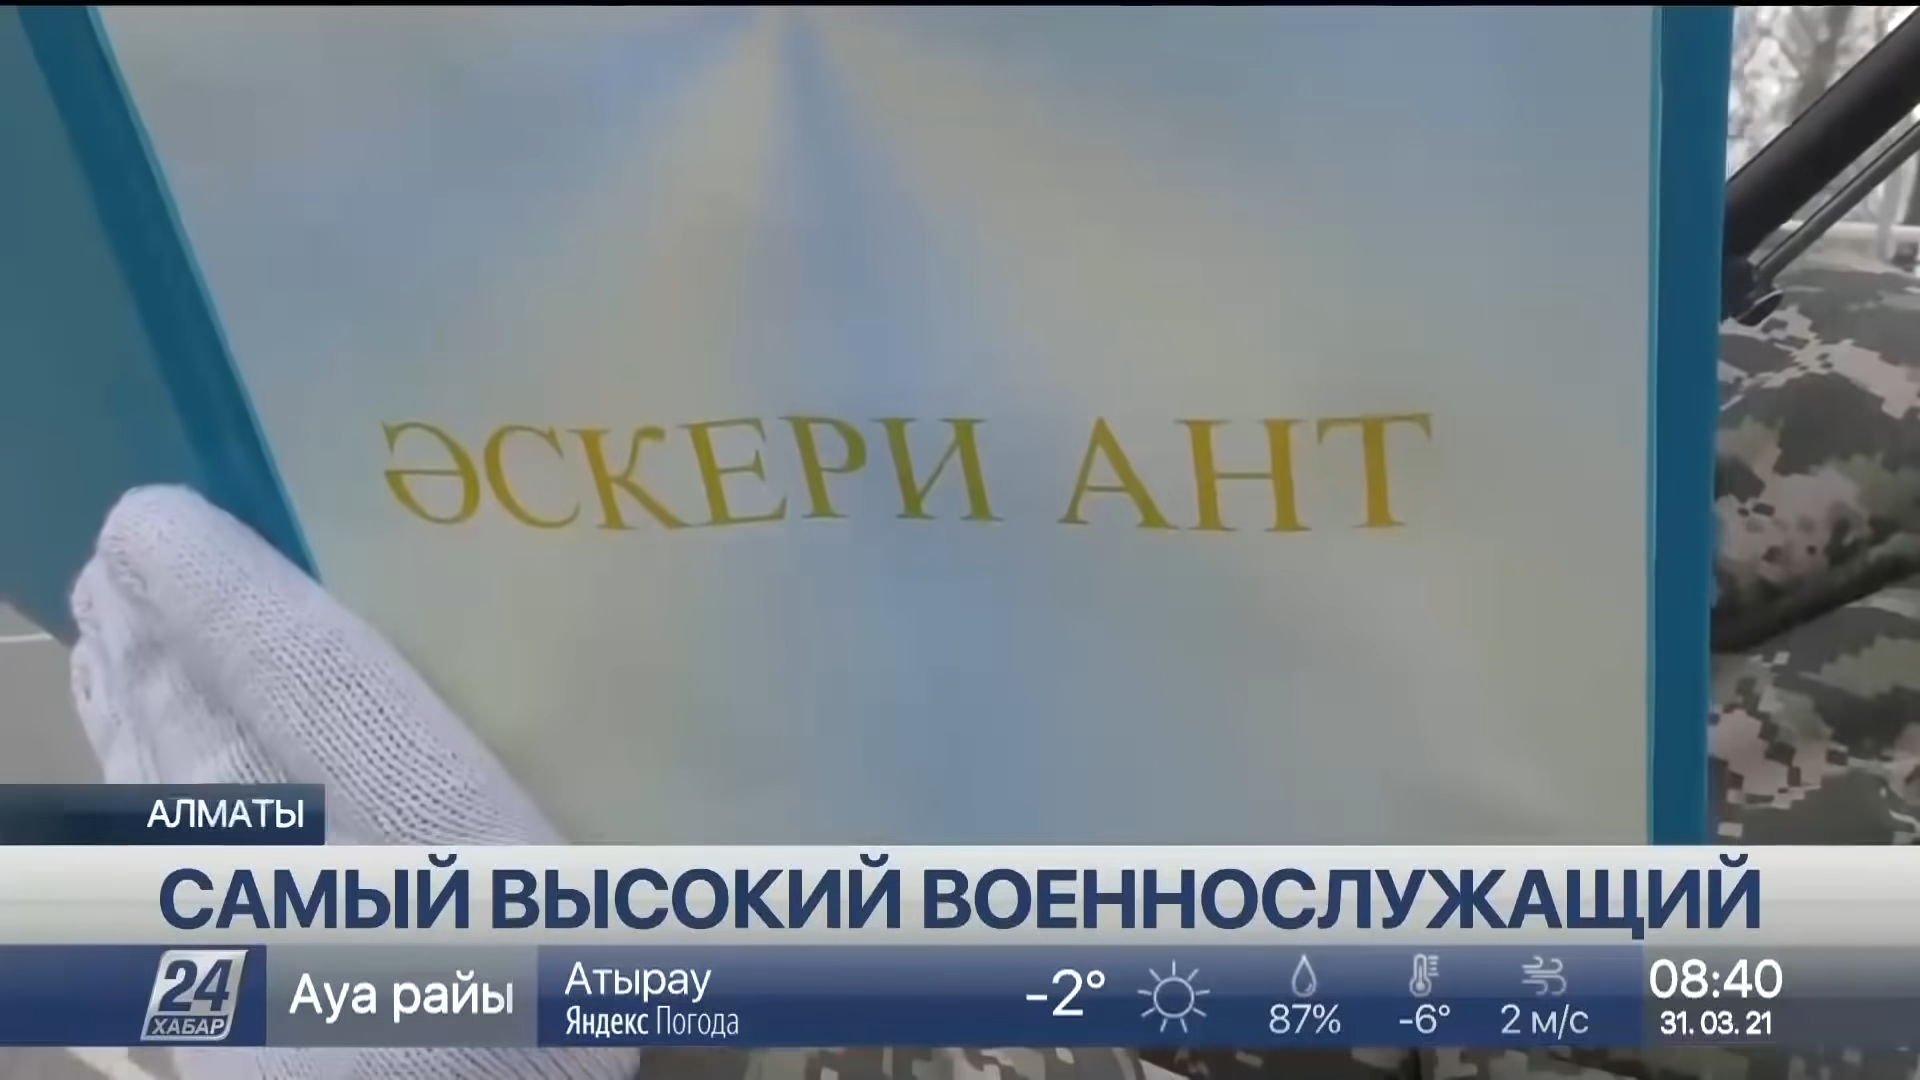 ӘСКЕРИ АНТ
АЛМАТЫ
САМЫЙ ВЫСОКИЙ ВОЕННОСЛУЖАЩИЙ
24 ХАБАР
Ауа райы
Атырау
Яндекс Погода
-2°
87%
-6°
2 м/с
08:40
31. 03. 21